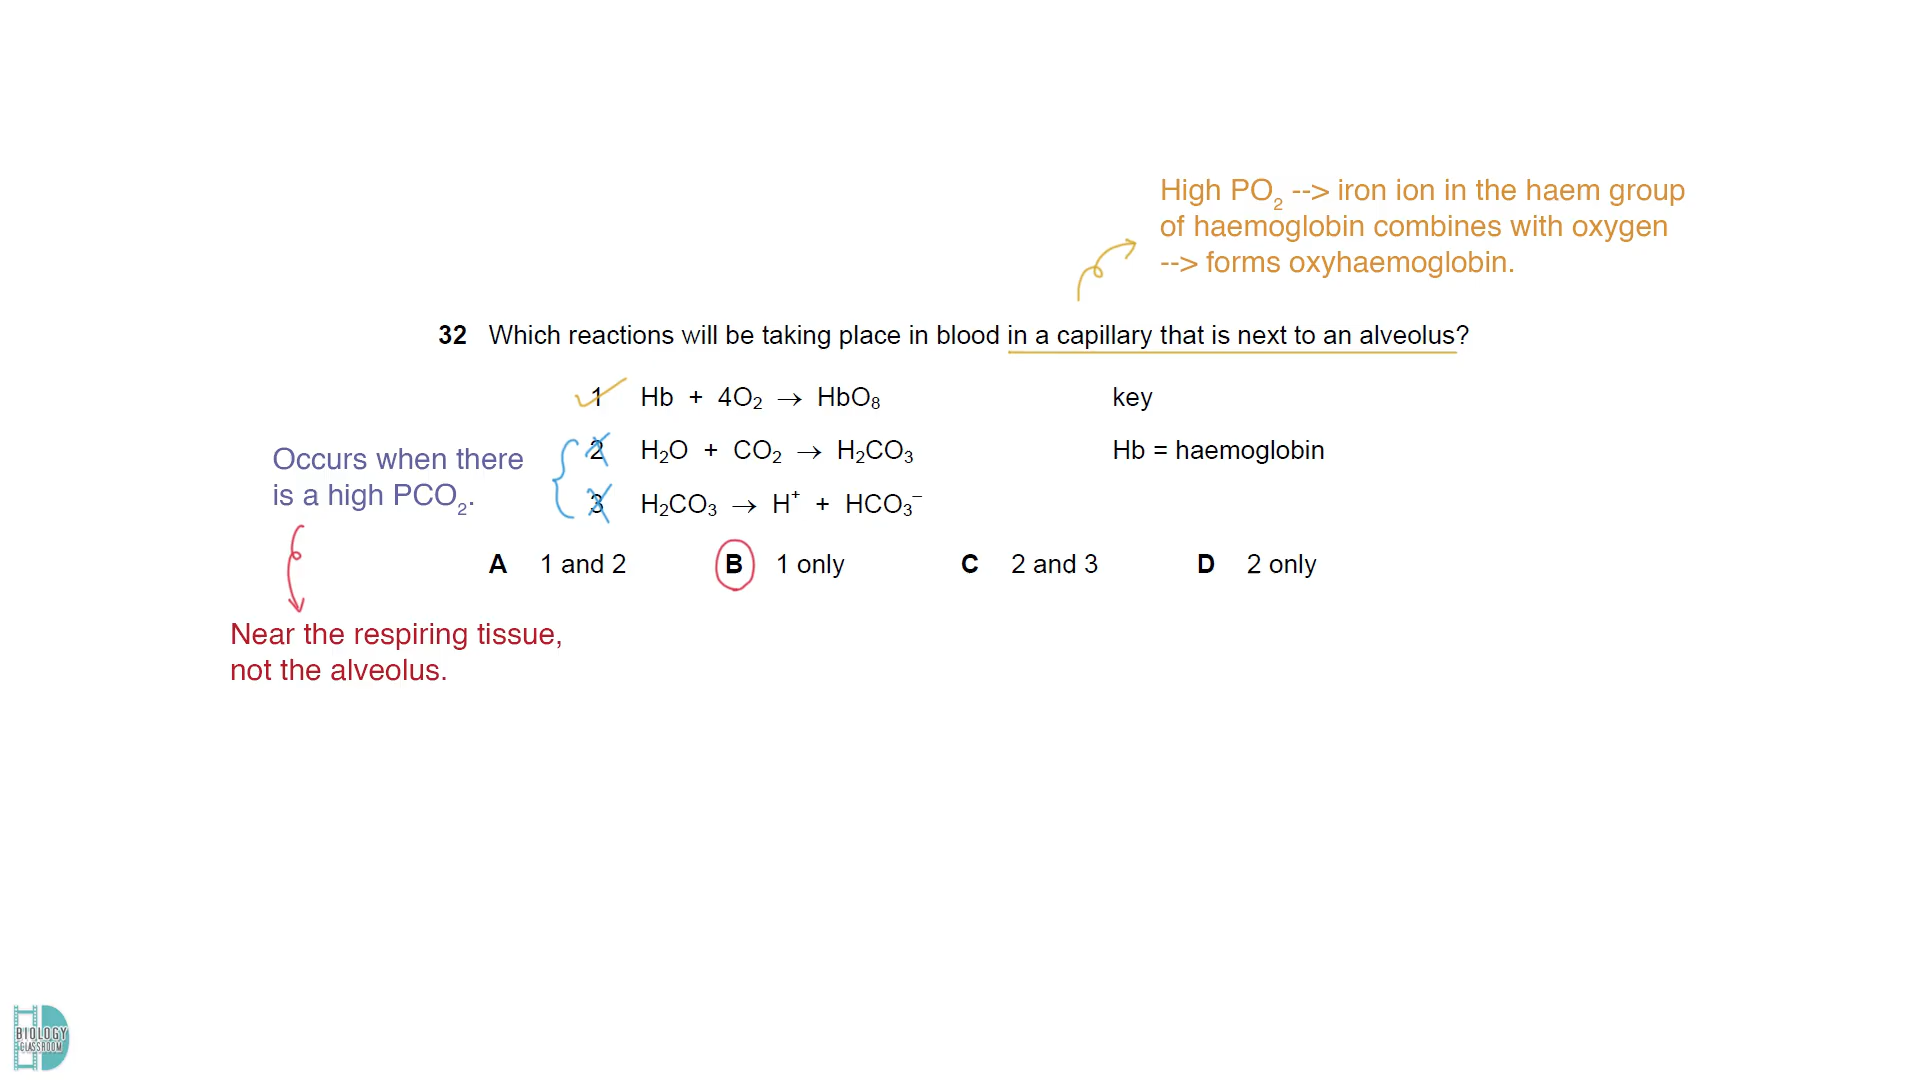 High PO₂ --> iron ion in the haem group
of haemoglobin combines with oxygen
--> forms oxyhaemoglobin.
32 Which reactions will be taking place in blood in a capillary that is next to an alveolus?
1 Hb + 4O₂ → HbO₈ key
2 H₂O + CO₂ → H₂CO₃ Hb = haemoglobin
3 H₂CO₃ → H⁺ + HCO₃⁻
Occurs when there
is a high PCO₂.
A 1 and 2 B 1 only C 2 and 3 D 2 only
Near the respiring tissue,
not the alveolus.
BIOLOGY
CLASSROOM